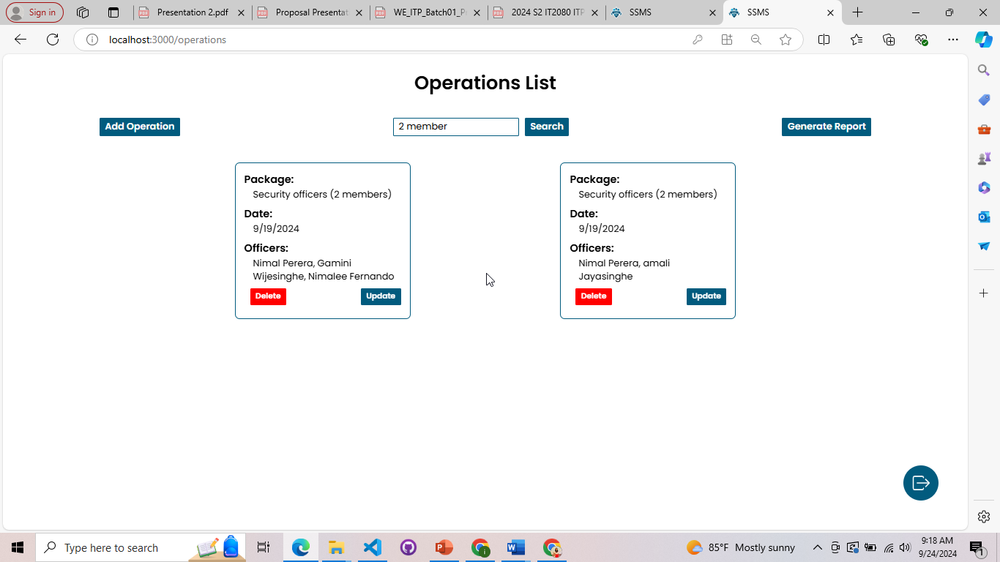 Sign in
Presentation 2.pdf
Proposal Presentat
WE_ITP_Batch01_P
2024 S2 IT2080 ITP
SSMS
SSMS
localhost:3000/operations
Operations List
Add Operation
2 member
Search
Generate Report
Package:
Security officers (2 members)
Date:
9/19/2024
Officers:
Nimal Perera, Gamini
Wijesinghe, Nimalee Fernando
Delete
Update
Package:
Security officers (2 members)
Date:
9/19/2024
Officers:
Nimal Perera, amali
Jayasinghe
Delete
Update
Type here to search
85°F Mostly sunny
9:18 AM
9/24/2024
1